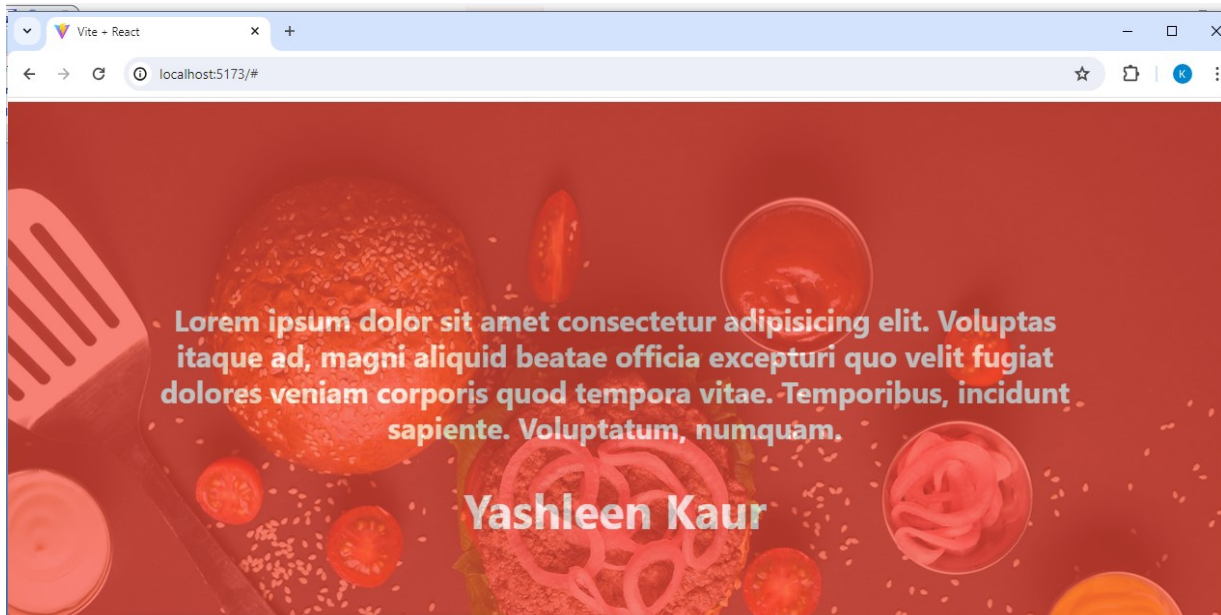 Vite + React
localhost:5173/#
K
Lorem ipsum dolor sit amet consectetur adipisicing elit. Voluptas
itaque ad, magni aliquid beatae officia excepturi quo velit fugiat
dolores veniam corporis quod tempora vitae. Temporibus, incidunt
sapiente. Voluptatum, numquam.
Yashleen Kaur